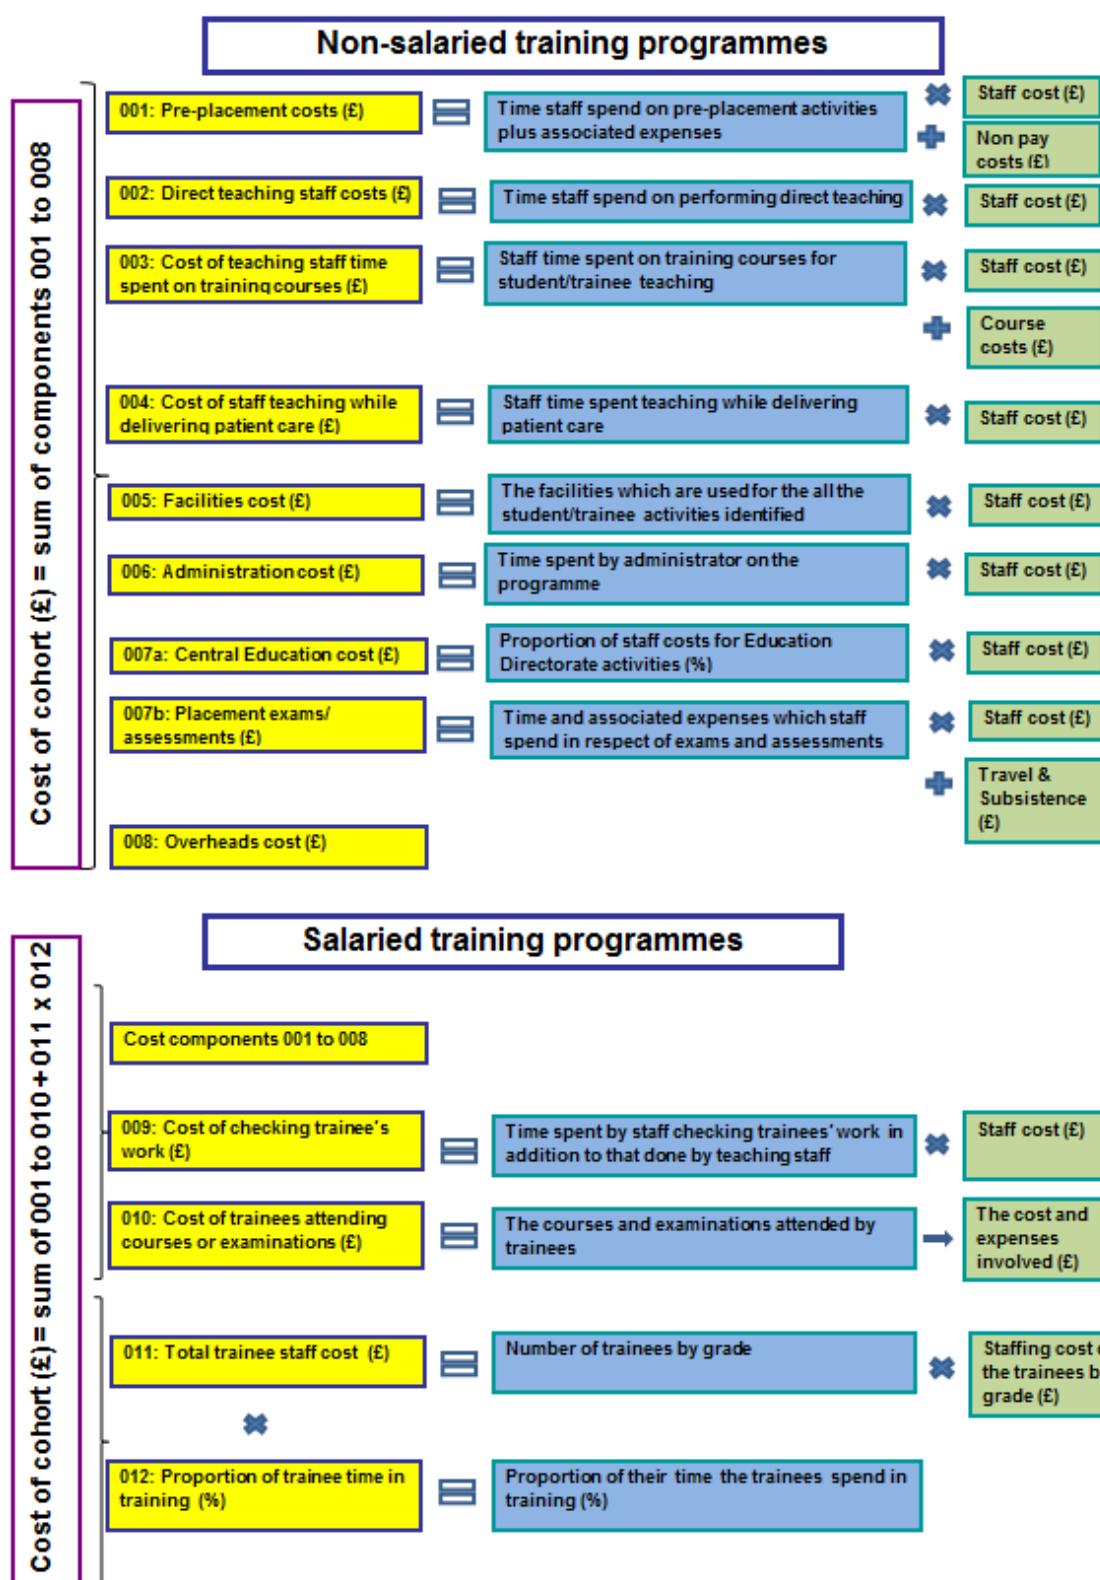 Non-salaried training programmes
Cost of cohort (£) = sum of components 001 to 008
001: Pre-placement costs (£)
Time staff spend on pre-placement activities
plus associated expenses
Staff cost (£)
Non pay
costs (£)
002: Direct teaching staff costs (£)
Time staff spend on performing direct teaching
Staff cost (£)
003: Cost of teaching staff time
spent on training courses (£)
Staff time spent on training courses for
student/trainee teaching
Staff cost (£)
Course
costs (£)
004: Cost of staff teaching while
delivering patient care (£)
Staff time spent teaching while delivering
patient care
Staff cost (£)
005: Facilities cost (£)
The facilities which are used for the all the
student/trainee activities identified
Staff cost (£)
006: Administration cost (£)
Time spent by administrator on the
programme
Staff cost (£)
007a: Central Education cost (£)
Proportion of staff costs for Education
Directorate activities (%)
Staff cost (£)
007b: Placement exams/
assessments (£)
Time and associated expenses which staff
spend in respect of exams and assessments
Staff cost (£)
Travel &
Subsistence
(£)
008: Overheads cost (£)
Salaried training programmes
Cost of cohort (£) = sum of 001 to 010 + 011 x 012
Cost components 001 to 008
009: Cost of checking trainee's
work (£)
Time spent by staff checking trainees' work in
addition to that done by teaching staff
Staff cost (£)
010: Cost of trainees attending
courses or examinations (£)
The courses and examinations attended by
trainees
The cost and
expenses
involved (£)
011: Total trainee staff cost (£)
Number of trainees by grade
Staffing cost
the trainees
grade (£)
012: Proportion of trainee time in
training (%)
Proportion of their time the trainees spend in
training (%)